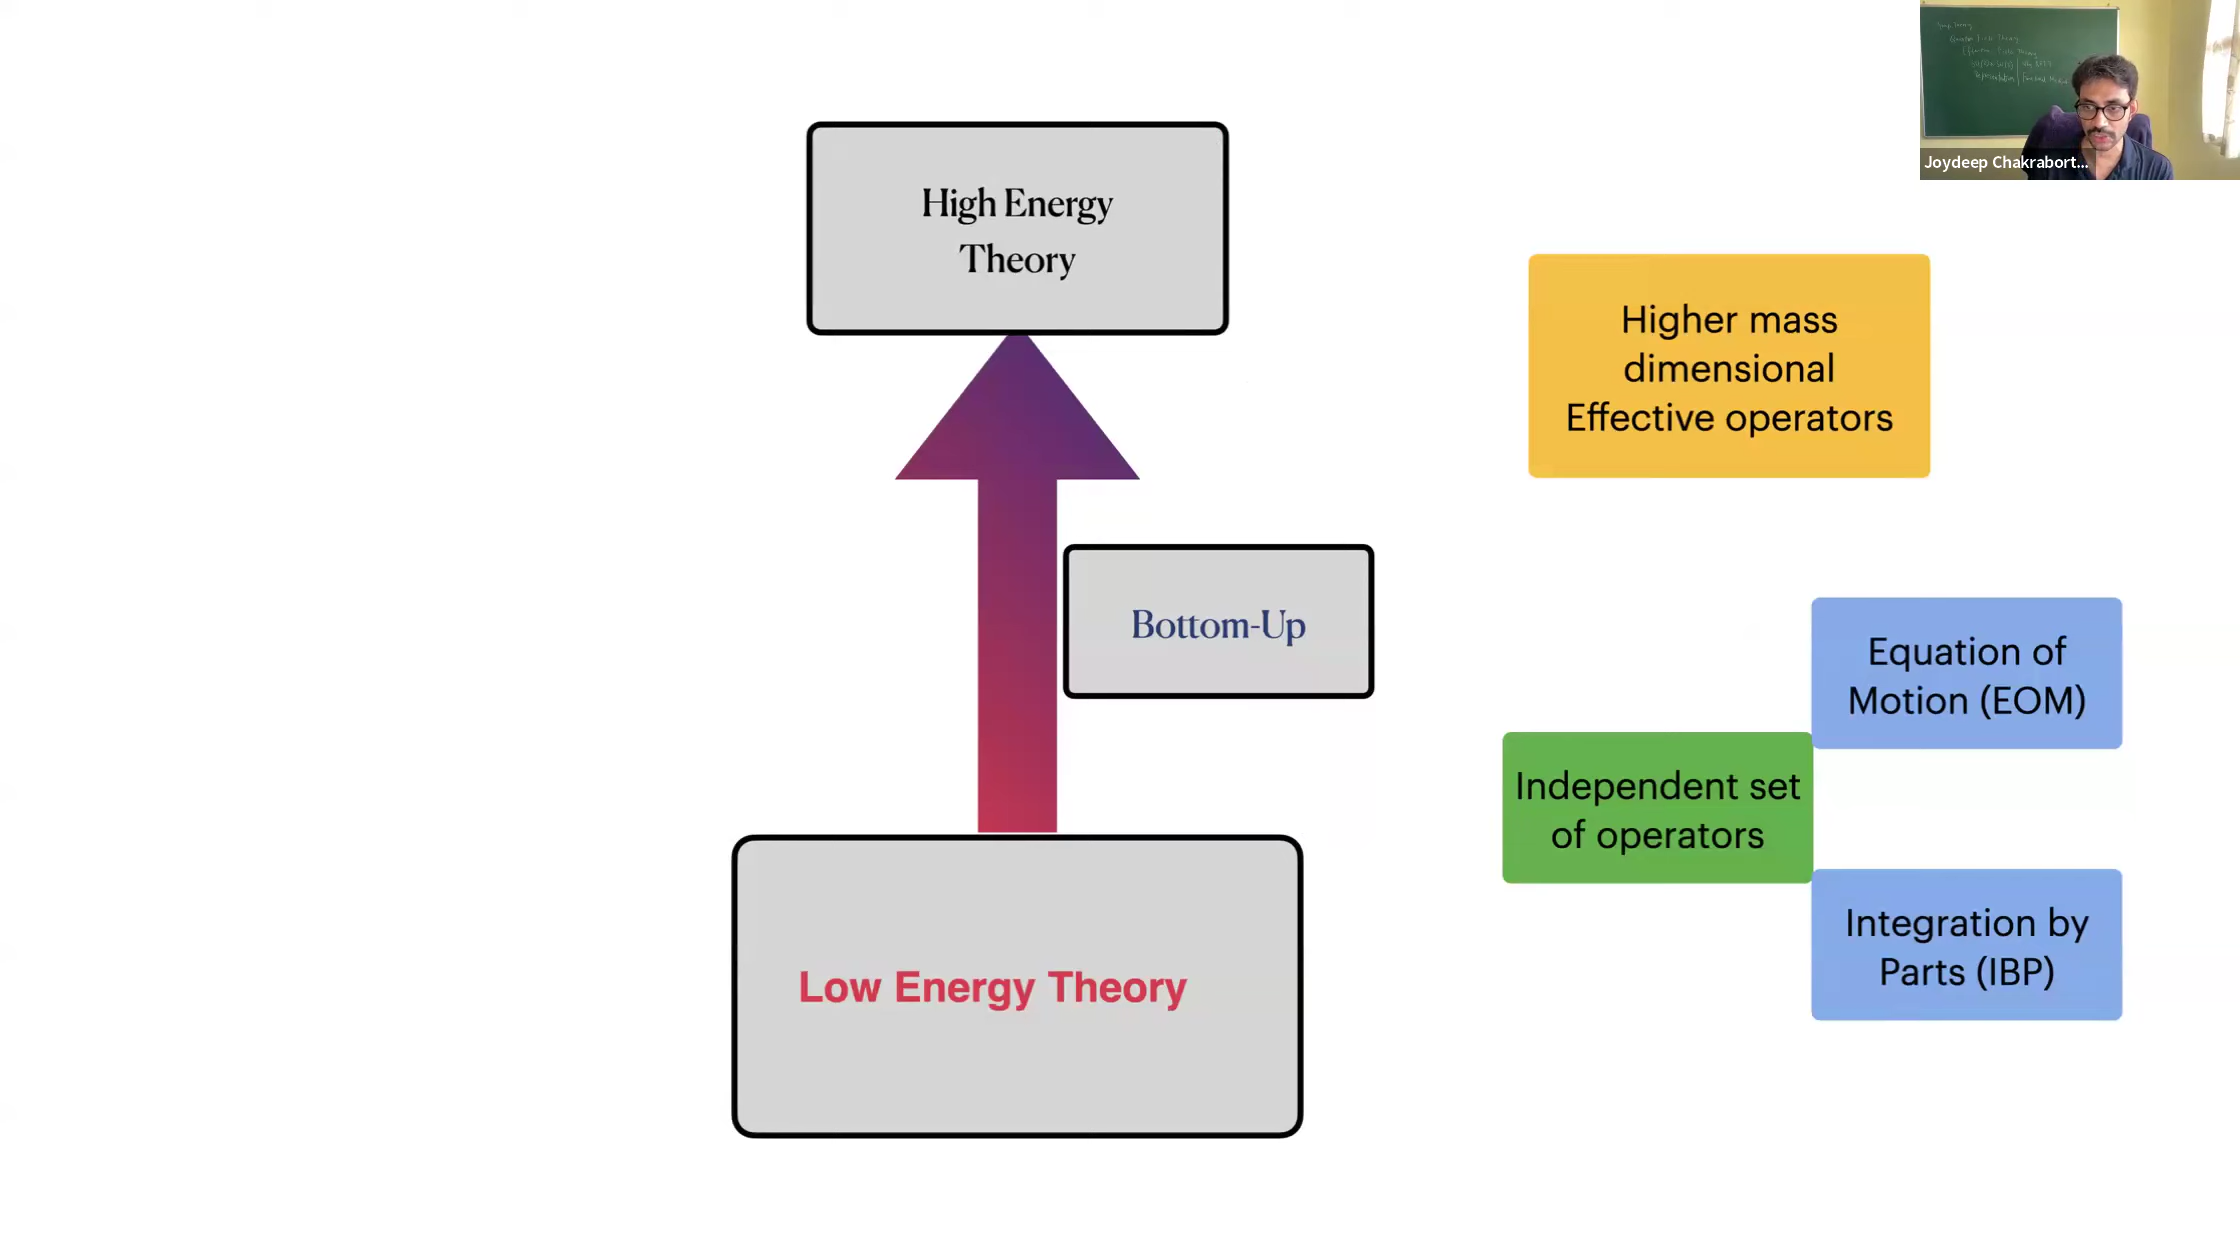 High Energy
Theory
Higher mass
dimensional
Effective operators
Bottom-Up
Equation of
Motion (EOM)
Independent set
of operators
Integration by
Parts (IBP)
Low Energy Theory
Joydeep Chakrabort...